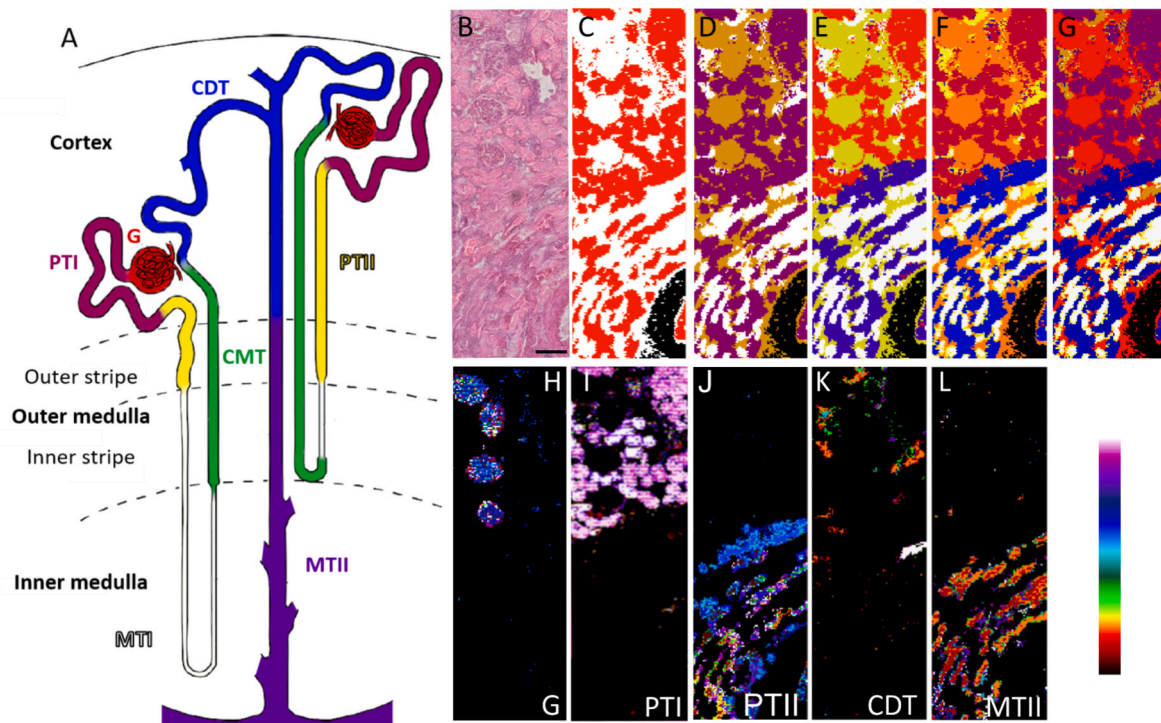 A
B
C
D
E
F
G
CDT
Cortex
G
PTI
PTII
CMT
Outer stripe
Outer medulla
Inner stripe
Inner medulla
MTII
MTI
H
I
J
K
L
G
PTI
PTII
CDT
MTII